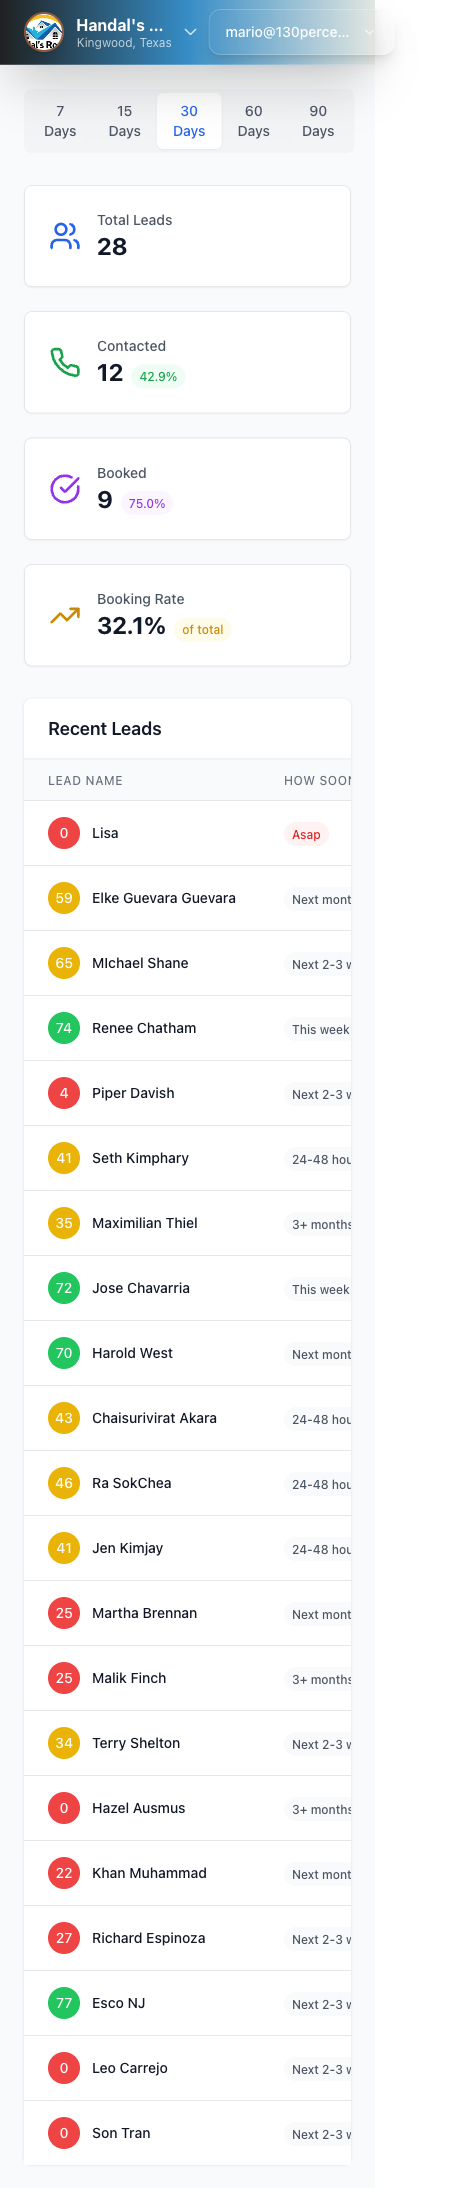 Handal's ...
Kingwood, Texas
mario@130perce...
7 Days
15 Days
30 Days
60 Days
90 Days
Total Leads
28
Contacted
12 42.9%
Booked
9 75.0%
Booking Rate
32.1% of total
Recent Leads
LEAD NAME HOW SOON
0 Lisa Asap
59 Elke Guevara Guevara Next mont
65 MIchael Shane Next 2-3 w
74 Renee Chatham This week
4 Piper Davish Next 2-3 w
41 Seth Kimphary 24-48 hou
35 Maximilian Thiel 3+ months
72 Jose Chavarria This week
70 Harold West Next mont
43 Chaisurivirat Akara 24-48 hou
46 Ra SokChea 24-48 hou
41 Jen Kimjay 24-48 hou
25 Martha Brennan Next mont
25 Malik Finch 3+ months
34 Terry Shelton Next 2-3 w
0 Hazel Ausmus 3+ months
22 Khan Muhammad Next mont
27 Richard Espinoza Next 2-3 w
77 Esco NJ Next 2-3 w
0 Leo Carrejo Next 2-3 w
0 Son Tran Next 2-3 w